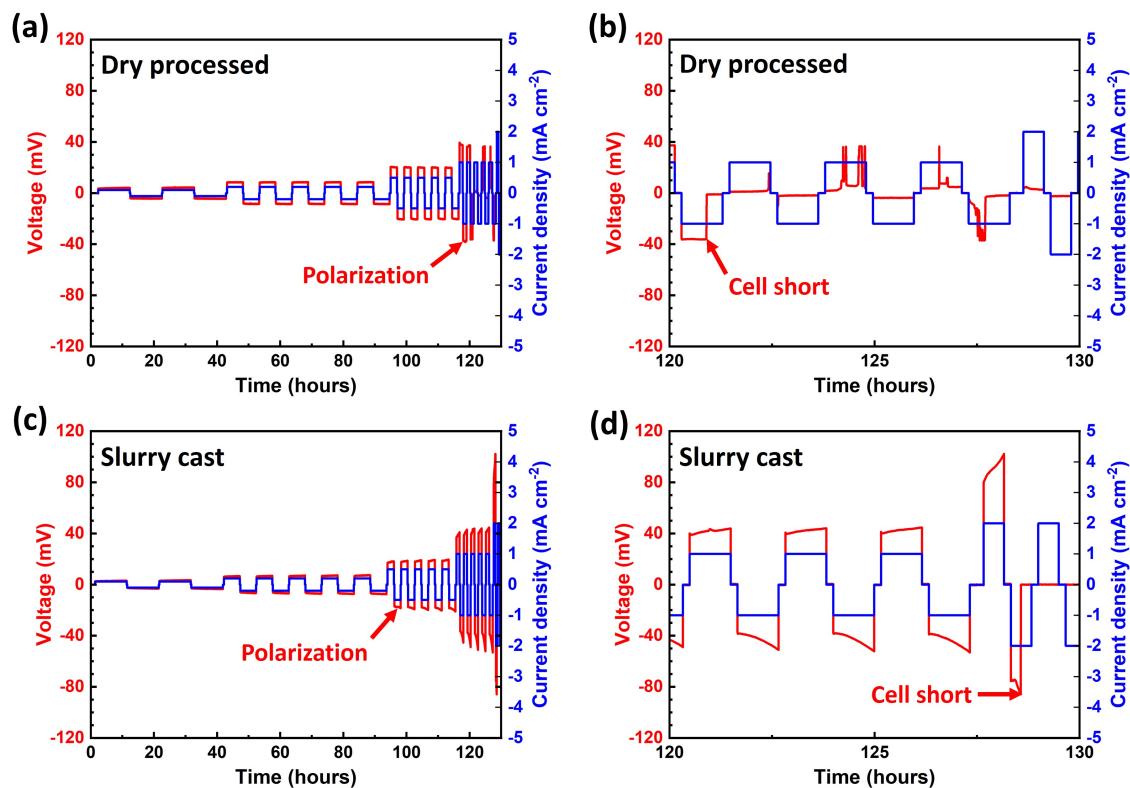 (a)
Dry processed
Polarization
Voltage (mV)
120
80
40
0
-40
-80
-120
Current density (mA cm-2)
5
4
3
2
1
0
-1
-2
-3
-4
-5
0 20 40 60 80 100 120
Time (hours)
(b)
Dry processed
Cell short
Voltage (mV)
120
80
40
0
-40
-80
-120
Current density (mA cm-2)
5
4
3
2
1
0
-1
-2
-3
-4
-5
120 125 130
Time (hours)
(c)
Slurry cast
Polarization
Voltage (mV)
120
80
40
0
-40
-80
-120
Current density (mA cm-2)
5
4
3
2
1
0
-1
-2
-3
-4
-5
0 20 40 60 80 100 120
Time (hours)
(d)
Slurry cast
Cell short
Voltage (mV)
120
80
40
0
-40
-80
-120
Current density (mA cm-2)
5
4
3
2
1
0
-1
-2
-3
-4
-5
120 125 130
Time (hours)